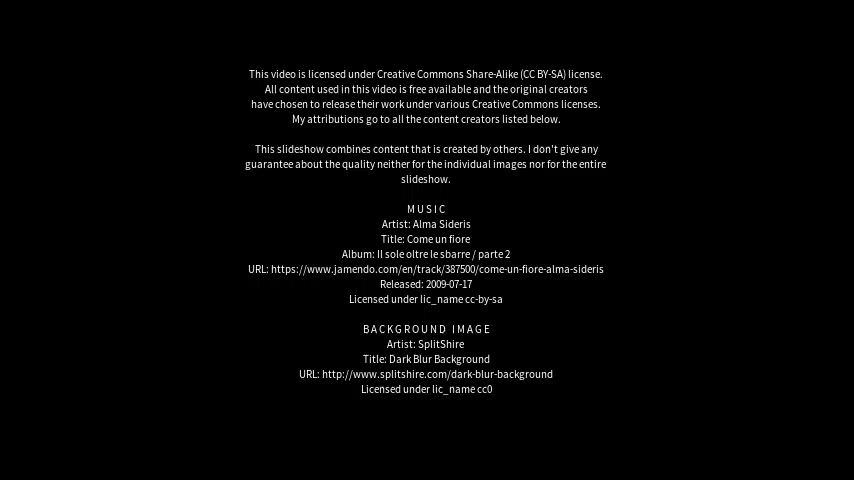 This video is licensed under Creative Commons Share-Alike (CC BY-SA) license.
All content used in this video is free available and the original creators
have chosen to release their work under various Creative Commons licenses.
My attributions go to all the content creators listed below.
This slideshow combines content that is created by others. I don't give any
guarantee about the quality neither for the individual images nor for the entire
slideshow.
MUSIC
Artist: Alma Sideris
Title: Come un fiore
Album: Il sole oltre le sbarre / parte 2
URL: https://www.jamendo.com/en/track/387500/come-un-fiore-alma-sideris
Released: 2009-07-17
Licensed under lic_name cc-by-sa
BACKGROUND IMAGE
Artist: SplitShire
Title: Dark Blur Background
URL: http://www.splitshire.com/dark-blur-background
Licensed under lic_name cc0